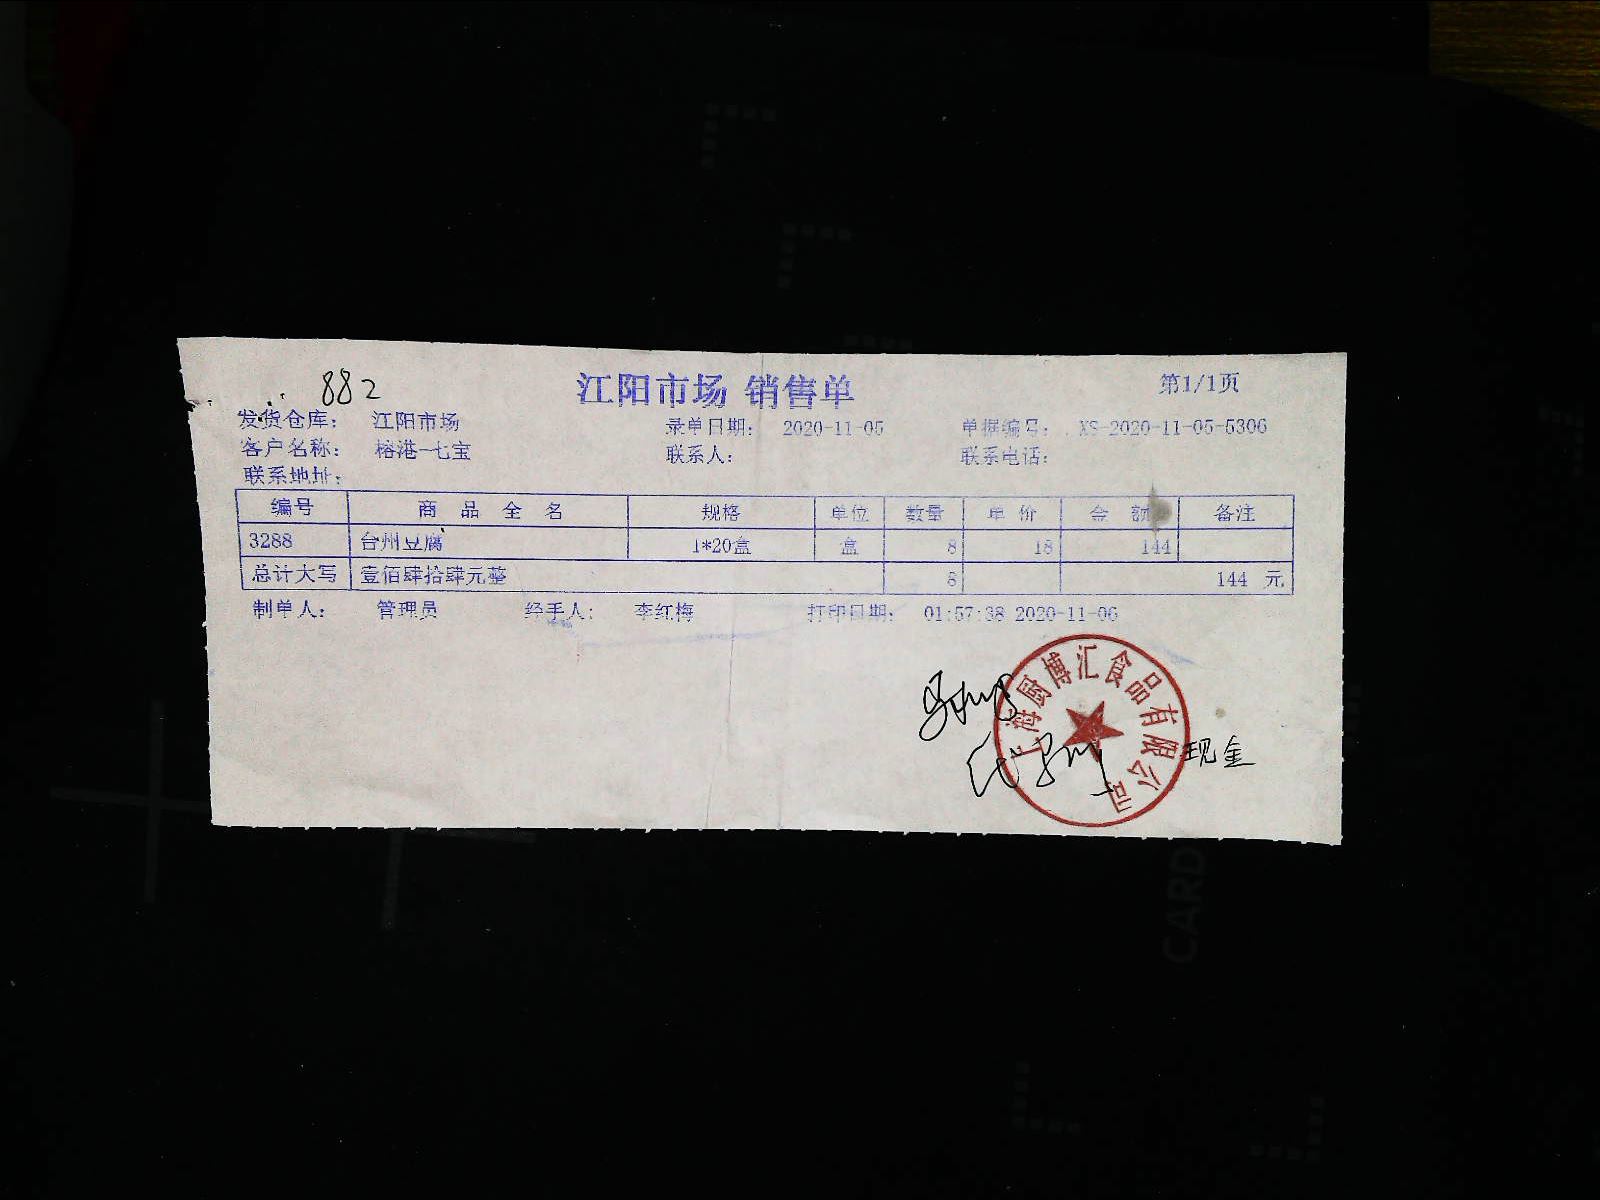 882
江阳市场 销售单 第1/1页
发货仓库： 江阳市场 录单日期： 2020-11-05 单据编号： XS-2020-11-05-5306
客户名称： 榕港-七宝 联系人： 联系电话：
联系地址：
编号 商品全名 规格 单位 数量 单价 金额 备注
3288 台州豆腐 1*20盒 盒 8 18 144
总计大写 壹佰肆拾肆元整 8 144 元
制单人： 管理员 经手人： 李红梅 打印日期： 01:57:38 2020-11-06
上海厨博汇食品有限公司
现金
CARD